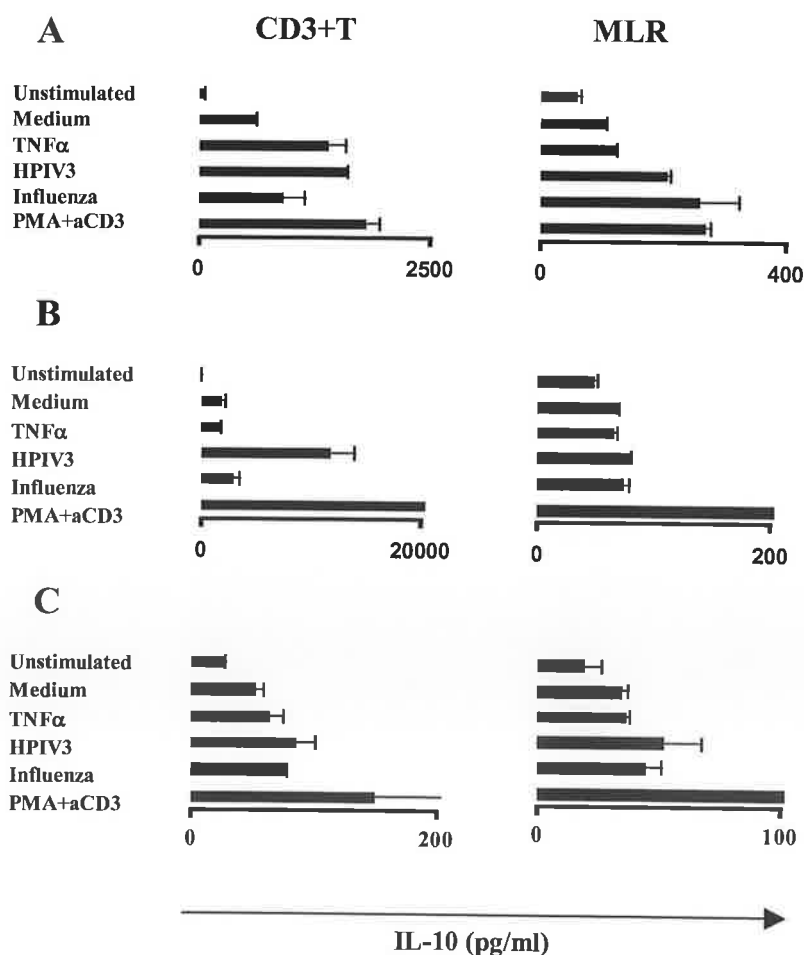 A
CD3+T
MLR
Unstimulated
Medium
TNFα
HPIV3
Influenza
PMA+aCD3
0
2500
0
400
B
Unstimulated
Medium
TNFα
HPIV3
Influenza
PMA+aCD3
0
20000
0
200
C
Unstimulated
Medium
TNFα
HPIV3
Influenza
PMA+aCD3
0
200
0
100
IL-10 (pg/ml)